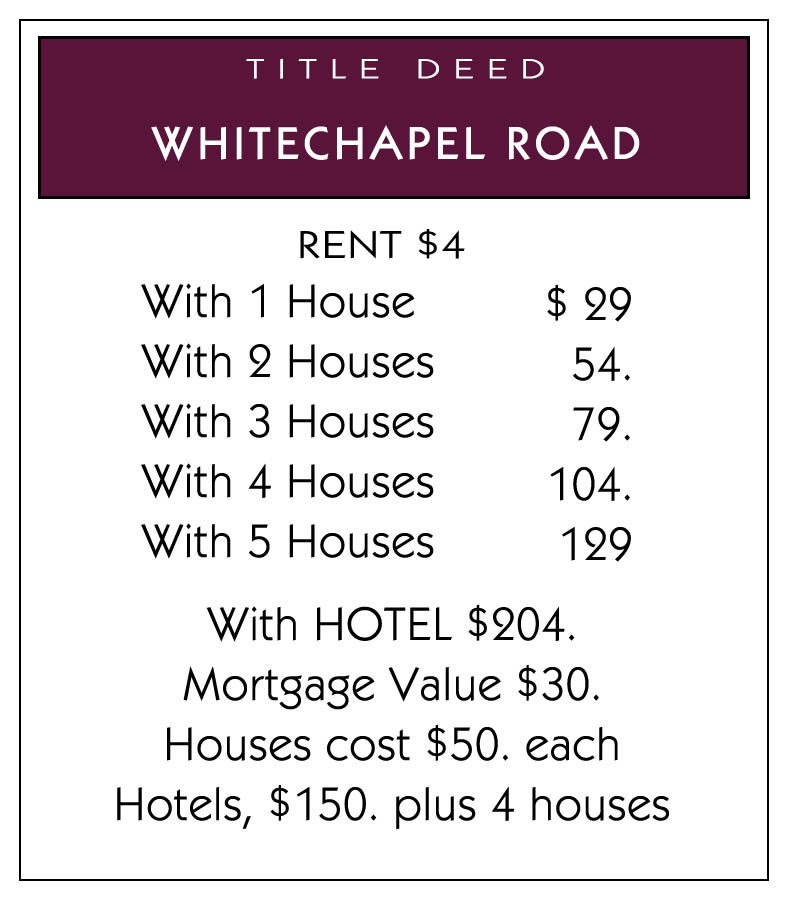 TITLE DEED
WHITECHAPEL ROAD
RENT $4
With 1 House $ 29
With 2 Houses 54.
With 3 Houses 79.
With 4 Houses 104.
With 5 Houses 129
With HOTEL $204.
Mortgage Value $30.
Houses cost $50. each
Hotels, $150. plus 4 houses